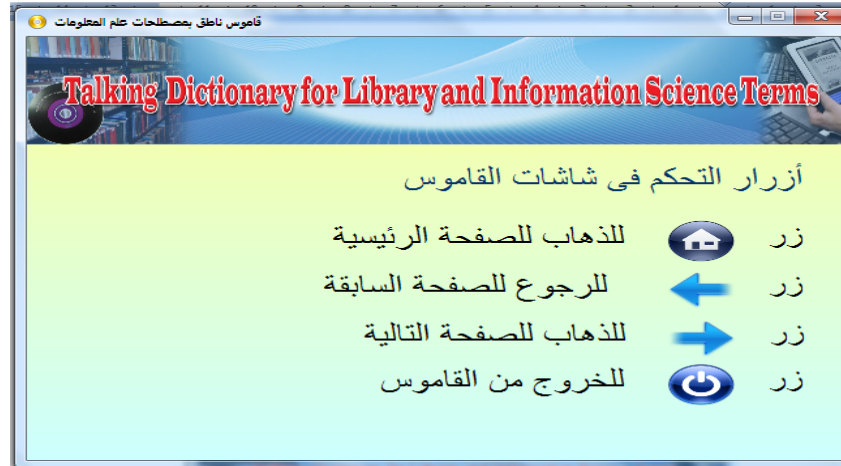 قاموس ناطق بمصطلحات علم المعلومات
Talking Dictionary for Library and Information Science Terms
أزرار التحكم فى شاشات القاموس
زر للذهاب للصفحة الرئيسية
زر للرجوع للصفحة السابقة
زر للذهاب للصفحة التالية
زر للخروج من القاموس